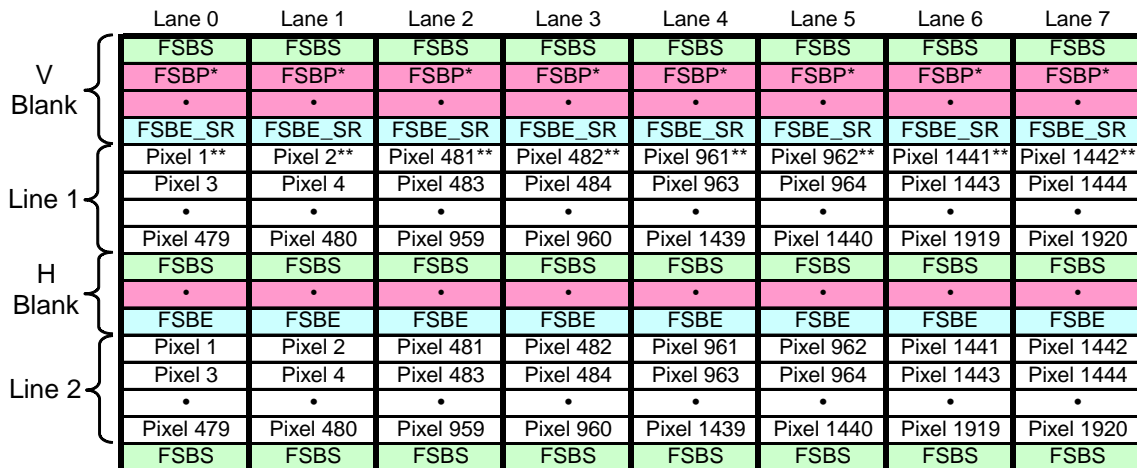 Lane 0 Lane 1 Lane 2 Lane 3 Lane 4 Lane 5 Lane 6 Lane 7
V Blank
FSBS FSBS FSBS FSBS FSBS FSBS FSBS FSBS
FSBP* FSBP* FSBP* FSBP* FSBP* FSBP* FSBP* FSBP*
• • • • • • • •
FSBE_SR FSBE_SR FSBE_SR FSBE_SR FSBE_SR FSBE_SR FSBE_SR FSBE_SR
Line 1
Pixel 1** Pixel 2** Pixel 481** Pixel 482** Pixel 961** Pixel 962** Pixel 1441** Pixel 1442**
Pixel 3 Pixel 4 Pixel 483 Pixel 484 Pixel 963 Pixel 964 Pixel 1443 Pixel 1444
• • • • • • • •
Pixel 479 Pixel 480 Pixel 959 Pixel 960 Pixel 1439 Pixel 1440 Pixel 1919 Pixel 1920
H Blank
FSBS FSBS FSBS FSBS FSBS FSBS FSBS FSBS
• • • • • • • •
FSBE FSBE FSBE FSBE FSBE FSBE FSBE FSBE
Line 2
Pixel 1 Pixel 2 Pixel 481 Pixel 482 Pixel 961 Pixel 962 Pixel 1441 Pixel 1442
Pixel 3 Pixel 4 Pixel 483 Pixel 484 Pixel 963 Pixel 964 Pixel 1443 Pixel 1444
• • • • • • • •
Pixel 479 Pixel 480 Pixel 959 Pixel 960 Pixel 1439 Pixel 1440 Pixel 1919 Pixel 1920
FSBS FSBS FSBS FSBS FSBS FSBS FSBS FSBS